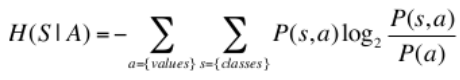 H(S | A) = − ∑_{a={values}} ∑_{s={classes}} P(s,a) log₂ P(s,a)/P(a)